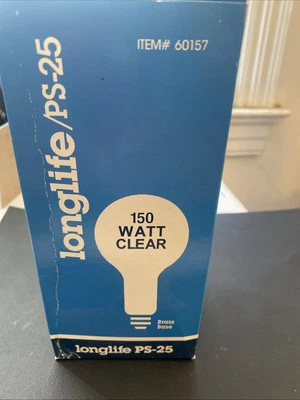 ITEM# 60157
longlife/PS-25
150
WATT
CLEAR
Brass
Base
longlife PS-25